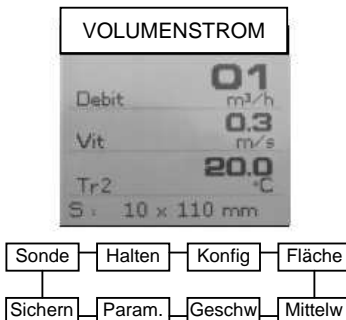 VOLUMENSTROM
Debit 01 m³/h
Vit 0.3 m/s
Tr2 20.0 °C
S : 10 x 110 mm
Sonde Halten Konfig Fläche
Sichern Param. Geschw Mittelw